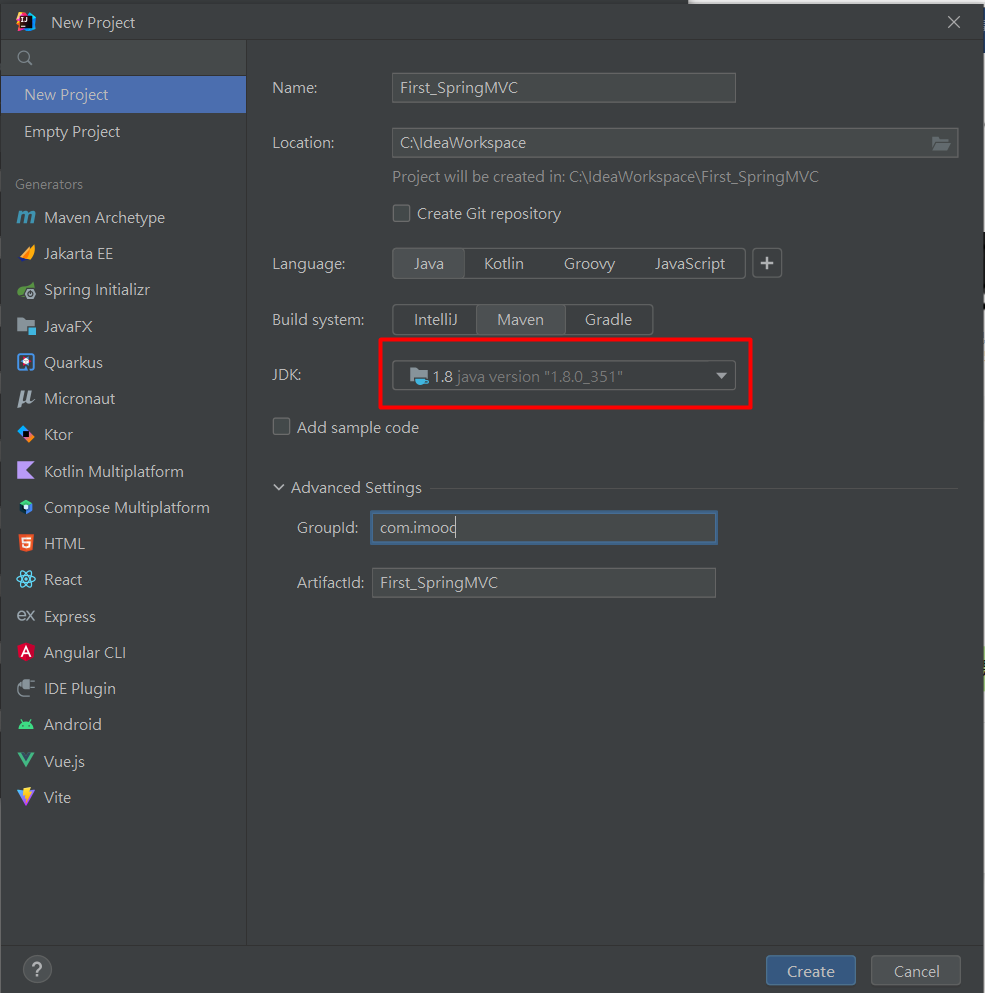 New Project
New Project
Empty Project
Generators
Maven Archetype
Jakarta EE
Spring Initializr
JavaFX
Quarkus
Micronaut
Ktor
Kotlin Multiplatform
Compose Multiplatform
HTML
React
Express
Angular CLI
IDE Plugin
Android
Vue.js
Vite
Name: First_SpringMVC
Location: C:\IdeaWorkspace
Project will be created in: C:\IdeaWorkspace\First_SpringMVC
Create Git repository
Language: Java Kotlin Groovy JavaScript +
Build system: IntelliJ Maven Gradle
JDK: 1.8 java version "1.8.0_351"
Add sample code
Advanced Settings
GroupId: com.imooc
ArtifactId: First_SpringMVC
? Create Cancel